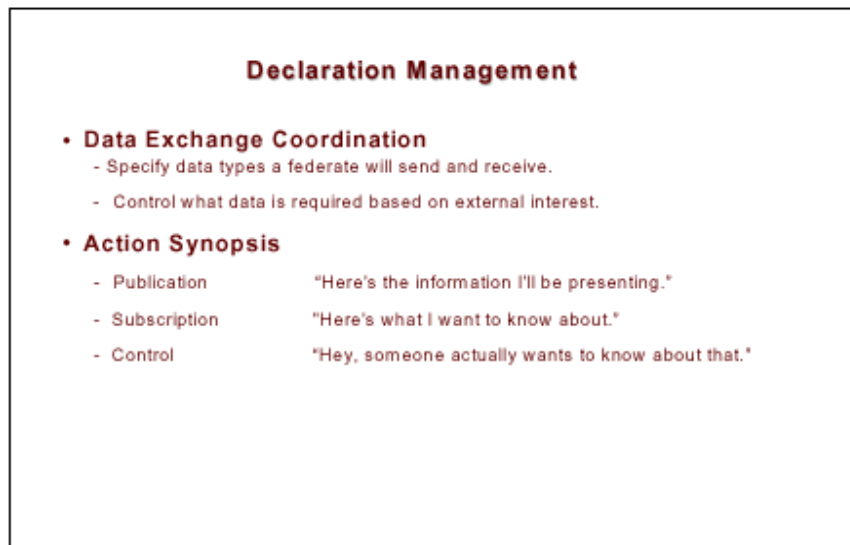 Declaration Management
• Data Exchange Coordination
- Specify data types a federate will send and receive.
- Control what data is required based on external interest.
• Action Synopsis
- Publication "Here's the information I'll be presenting."
- Subscription "Here's what I want to know about."
- Control "Hey, someone actually wants to know about that."